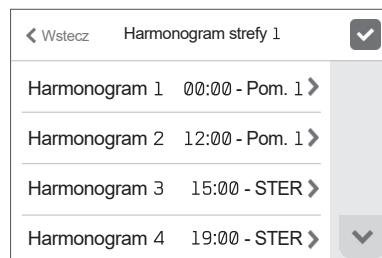 Wstecz Harmonogram strefy 1
Harmonogram 1 00:00 - Pom. 1
Harmonogram 2 12:00 - Pom. 1
Harmonogram 3 15:00 - STER
Harmonogram 4 19:00 - STER